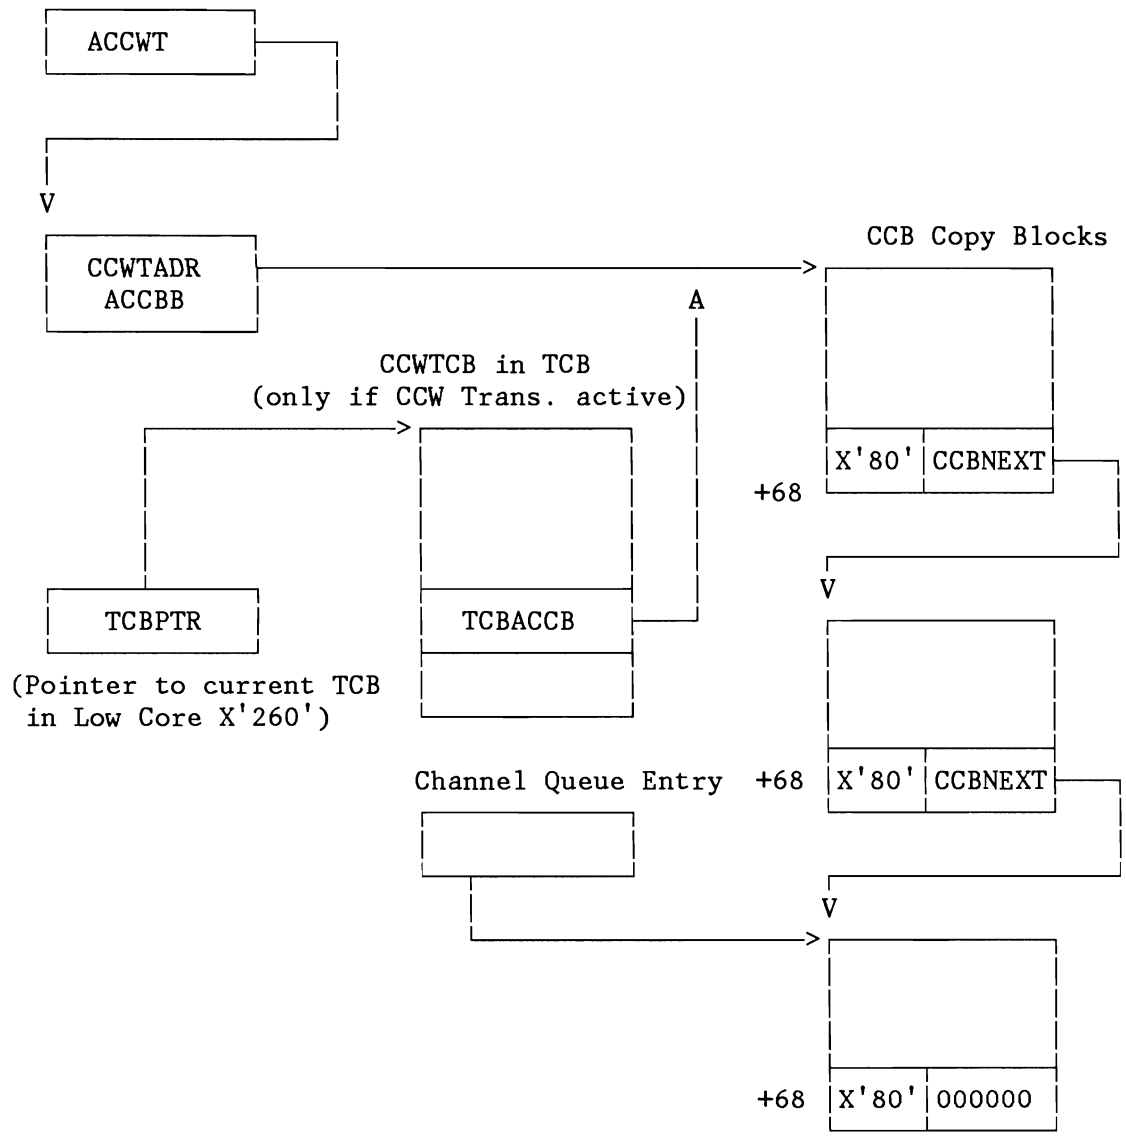 ACCWT
V
CCB Copy Blocks
CCWTADR
ACCBB
>
A
CCWTCB in TCB
(only if CCW Trans. active)
>
X'80' CCBNEXT
+68
V
TCBPTR
TCBACCB
(Pointer to current TCB
in Low Core X'260')
Channel Queue Entry
+68 X'80' CCBNEXT
V
>
+68 X'80' 000000